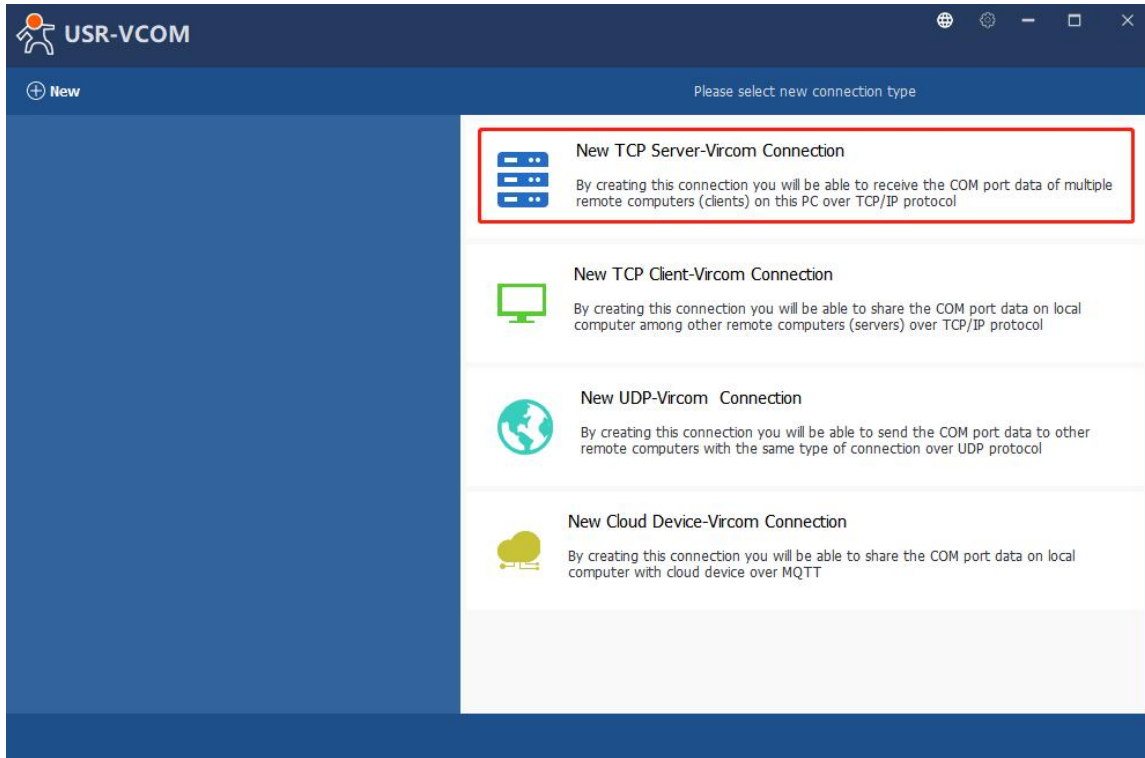 USR-VCOM
New
Please select new connection type
New TCP Server-Vircom Connection
By creating this connection you will be able to receive the COM port data of multiple
remote computers (clients) on this PC over TCP/IP protocol
New TCP Client-Vircom Connection
By creating this connection you will be able to share the COM port data on local
computer among other remote computers (servers) over TCP/IP protocol
New UDP-Vircom Connection
By creating this connection you will be able to send the COM port data to other
remote computers with the same type of connection over UDP protocol
New Cloud Device-Vircom Connection
By creating this connection you will be able to share the COM port data on local
computer with cloud device over MQTT